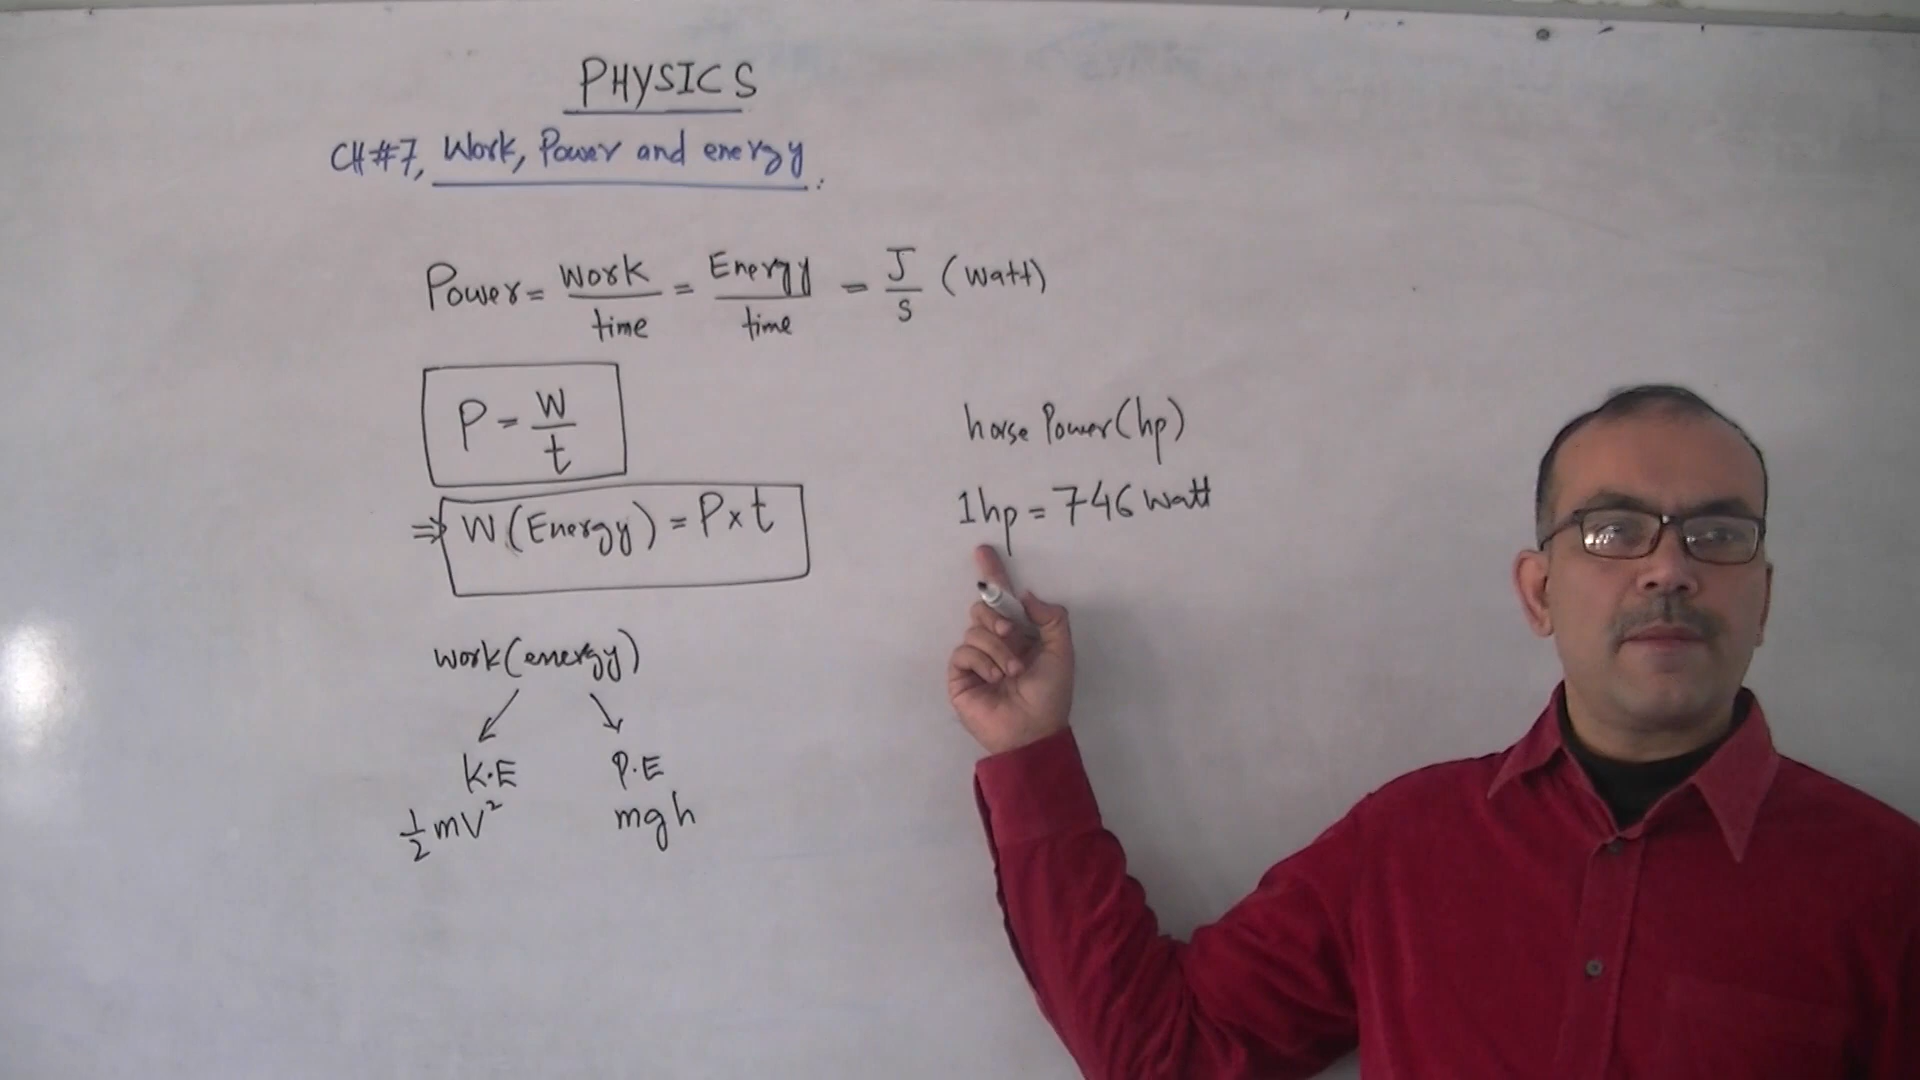 PHYSICS
CH#7, Work, Power and energy.
Power = Work/time = Energy/time = J/s (Watt)
P = W/t
⇒ W(Energy) = P×t
horse Power(hp)
1hp = 746 Watt
work(energy)
K.E P.E
1/2 mV² mgh